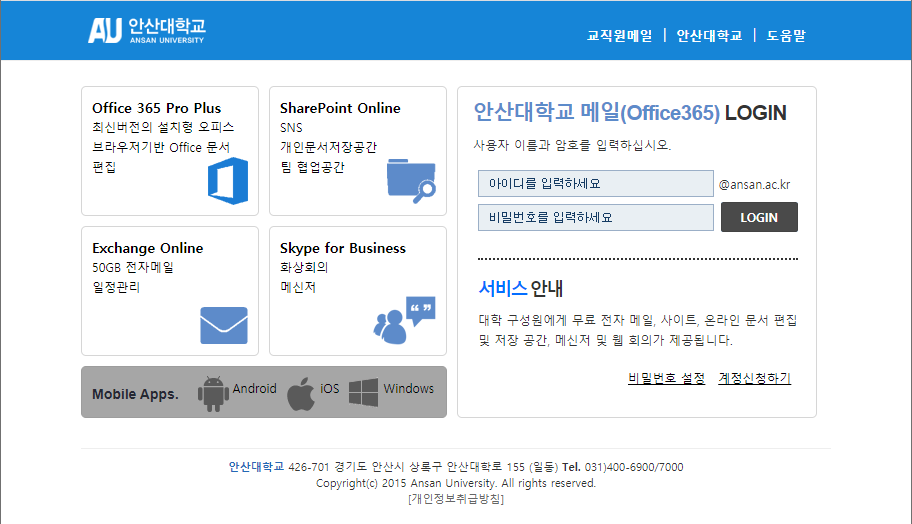 AU 안산대학교
ANSAN UNIVERSITY
교직원메일 | 안산대학교 | 도움말
Office 365 Pro Plus
최신버전의 설치형 오피스
브라우저기반 Office 문서
편집
SharePoint Online
SNS
개인문서저장공간
팀 협업공간
Exchange Online
50GB 전자메일
일정관리
Skype for Business
화상회의
메신저
Mobile Apps.
Android
iOS
Windows
안산대학교 메일(Office365) LOGIN
사용자 이름과 암호를 입력하십시오.
아이디를 입력하세요 @ansan.ac.kr
비밀번호를 입력하세요 LOGIN
서비스 안내
대학 구성원에게 무료 전자 메일, 사이트, 온라인 문서 편집
및 저장 공간, 메신저 및 웹 회의가 제공됩니다.
비밀번호 설정 계정신청하기
안산대학교 426-701 경기도 안산시 상록구 안산대학로 155 (일동) Tel. 031)400-6900/7000
Copyright(c) 2015 Ansan University. All rights reserved.
[개인정보취급방침]